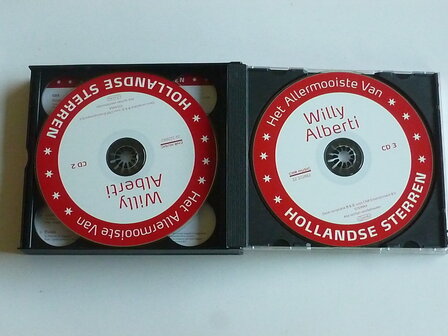 HOLLANDSE STERREN
CD 2
Willy
Alberti
Het Allermooiste Van
Het Allermooiste Van
Willy
Alberti
CD 3
HOLLANDSE STERREN